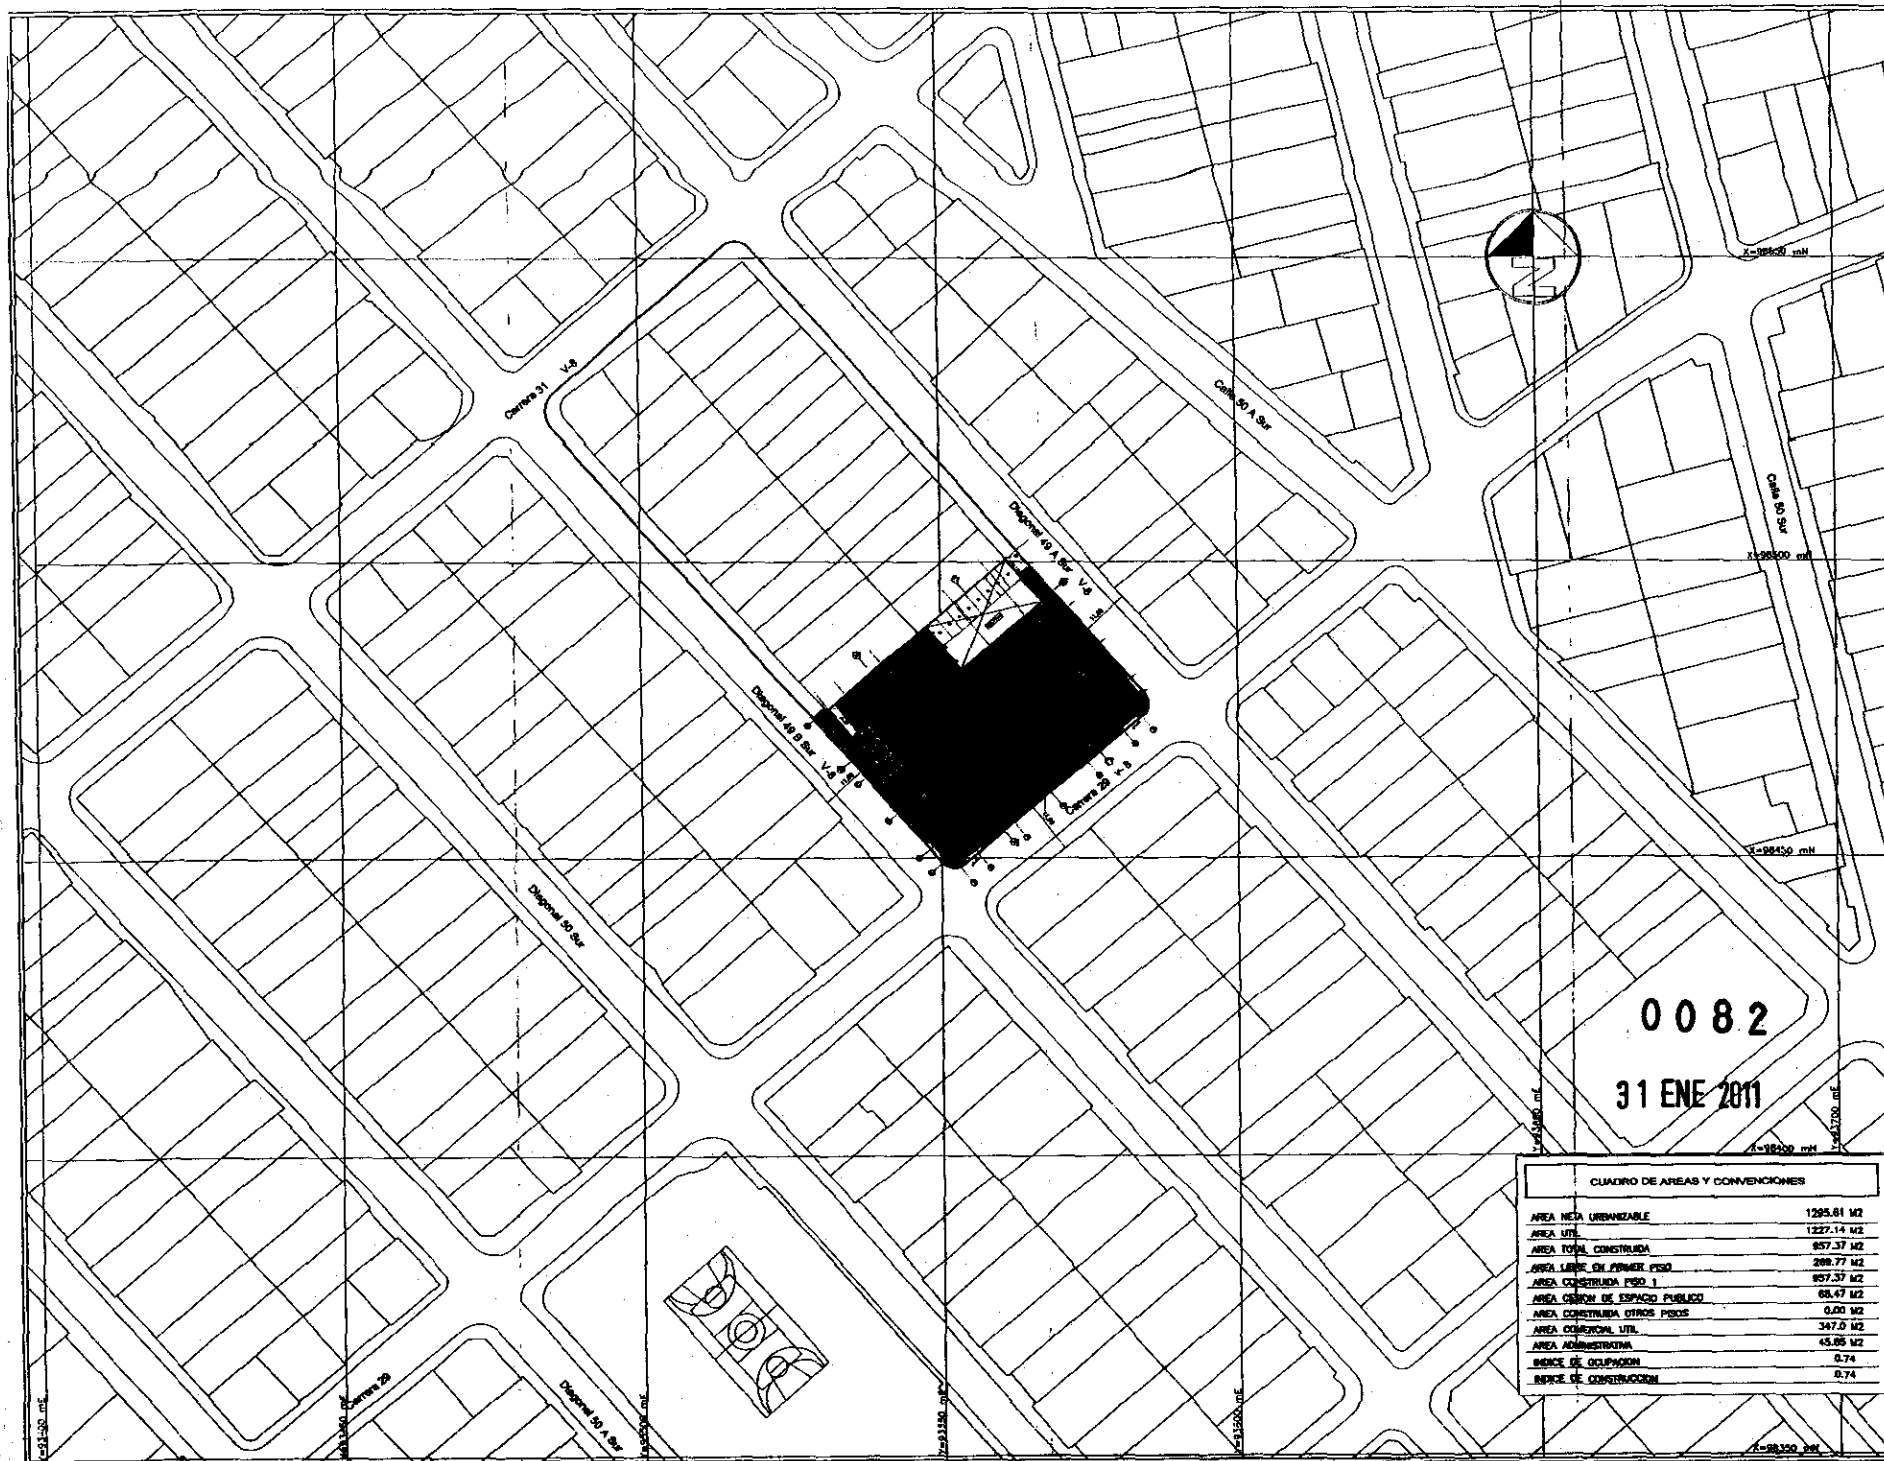 N
Carrera 31 V-8
Calle 50 A Sur
Calle 50 Sur
Diagonal 49 A Sur V-8
Diagonal 49 B Sur V-8
Carrera 29 V-8
Diagonal 50 Sur
Carrera 29
Diagonal 50 A Sur
X=98500 mN
X=98450 mN
X=98400 mN
X=98350 mN
0082
31 ENE 2011
CUADRO DE AREAS Y CONVENCIONES
AREA NETA URBANIZABLE 1295.61 M2
AREA UTIL 1227.14 M2
AREA TOTAL CONSTRUIDA 957.37 M2
AREA LIBRE EN PRIMER PISO 269.77 M2
AREA CONSTRUIDA PISO 1 957.37 M2
AREA CESION DE ESPACIO PUBLICO 68.47 M2
AREA CONSTRUIDA OTROS PISOS 0.00 M2
AREA COMERCIAL UTIL 347.0 M2
AREA ADMINISTRATIVA 45.85 M2
INDICE DE OCUPACION 0.74
INDICE DE CONSTRUCCION 0.74